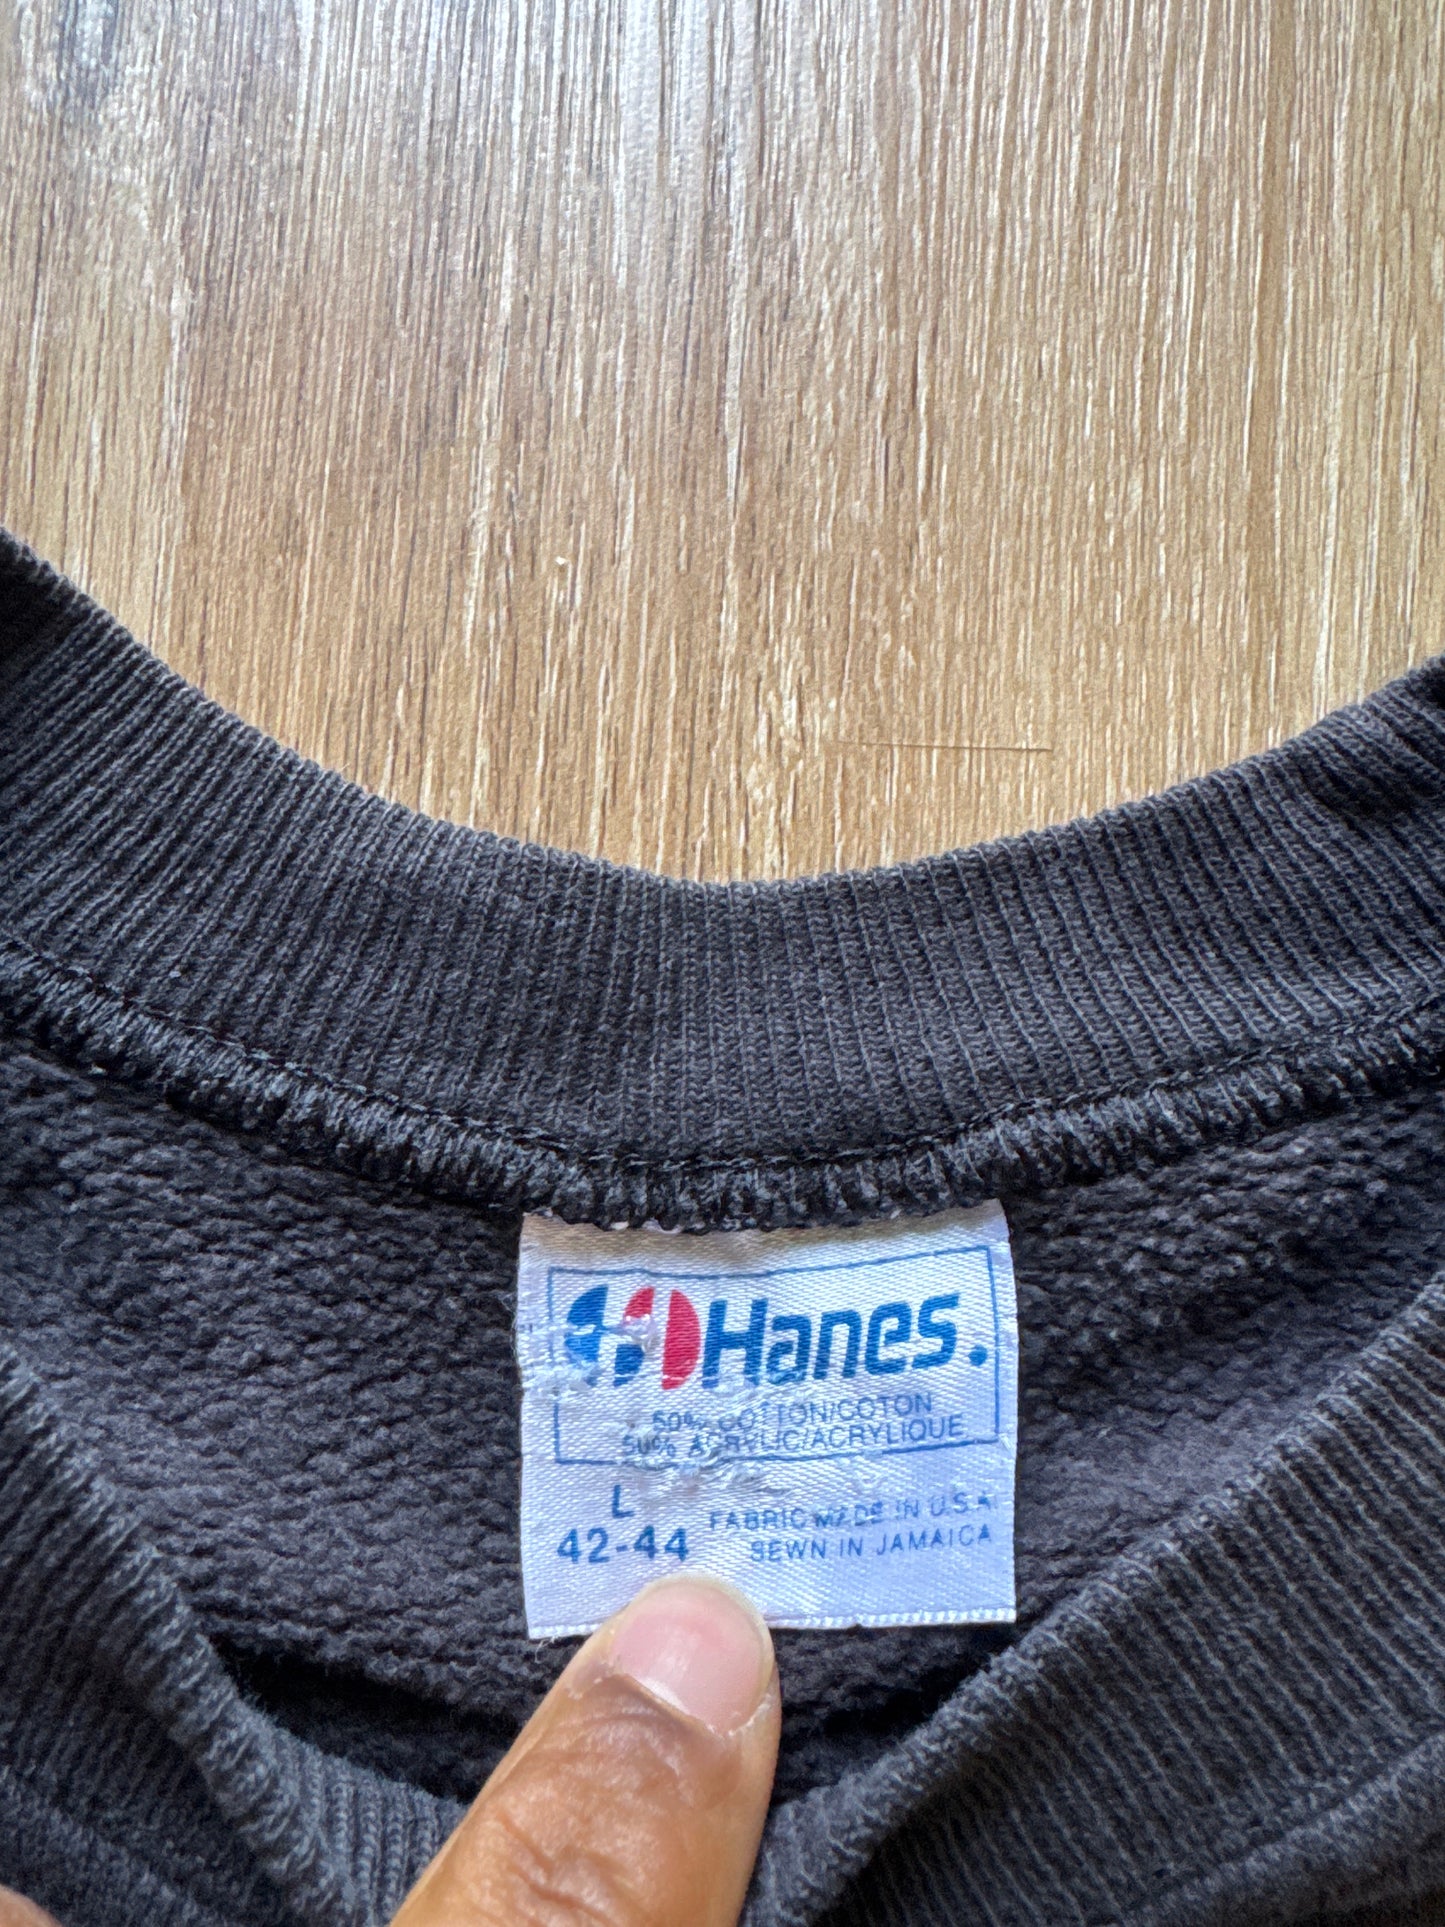 Hanes.
50% COTTON/COTON
50% ACRYLIC/ACRYLIQUE
L
42-44
FABRIC MADE IN U.S.A.
SEWN IN JAMAICA